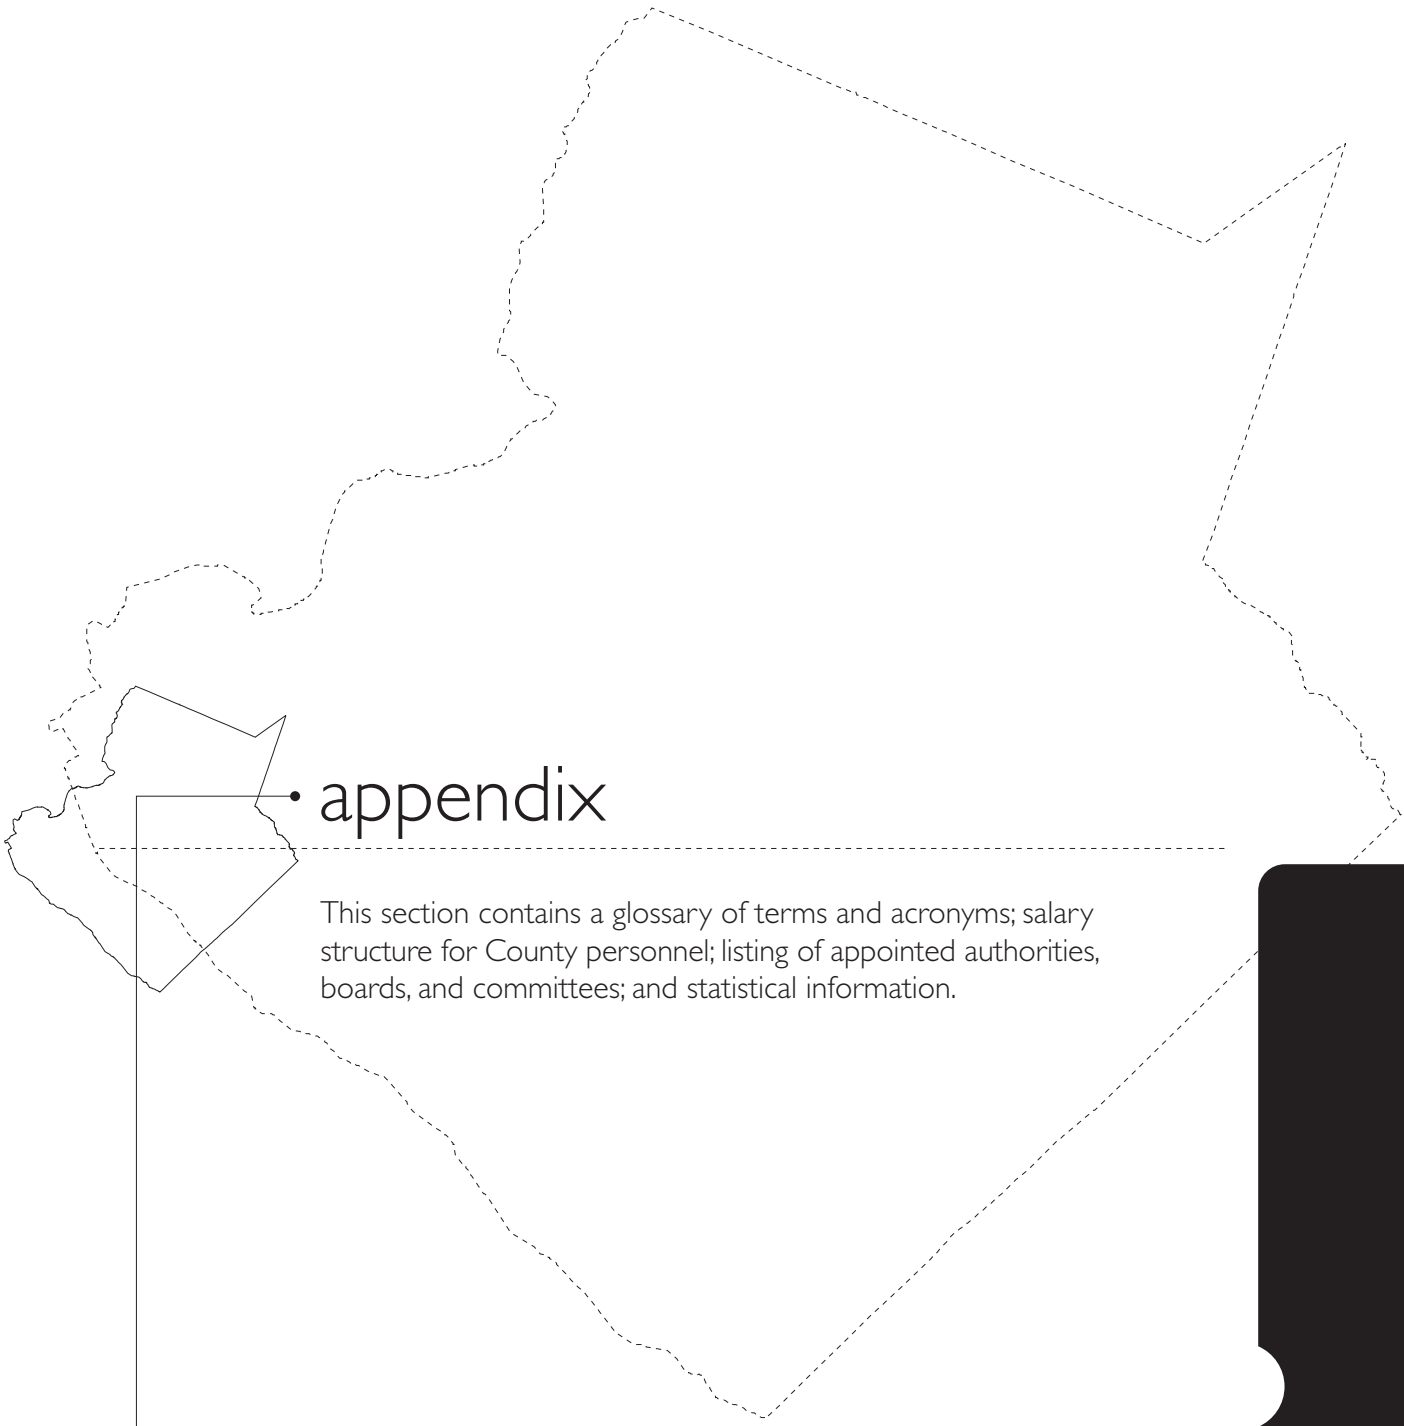 appendix
This section contains a glossary of terms and acronyms; salary
structure for County personnel; listing of appointed authorities,
boards, and committees; and statistical information.